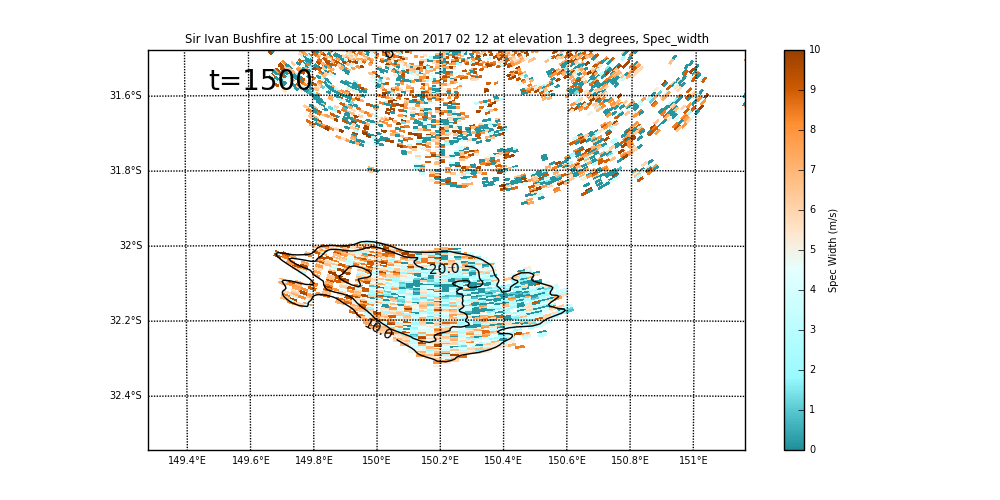 Sir Ivan Bushfire at 15:00 Local Time on 2017 02 12 at elevation 1.3 degrees, Spec_width
t=1500
31.6°S
31.8°S
32°S
32.2°S
32.4°S
20.0
10.0
149.4°E 149.6°E 149.8°E 150°E 150.2°E 150.4°E 150.6°E 150.8°E 151°E
10
9
8
7
6
5
4
3
2
1
0
Spec Width (m/s)